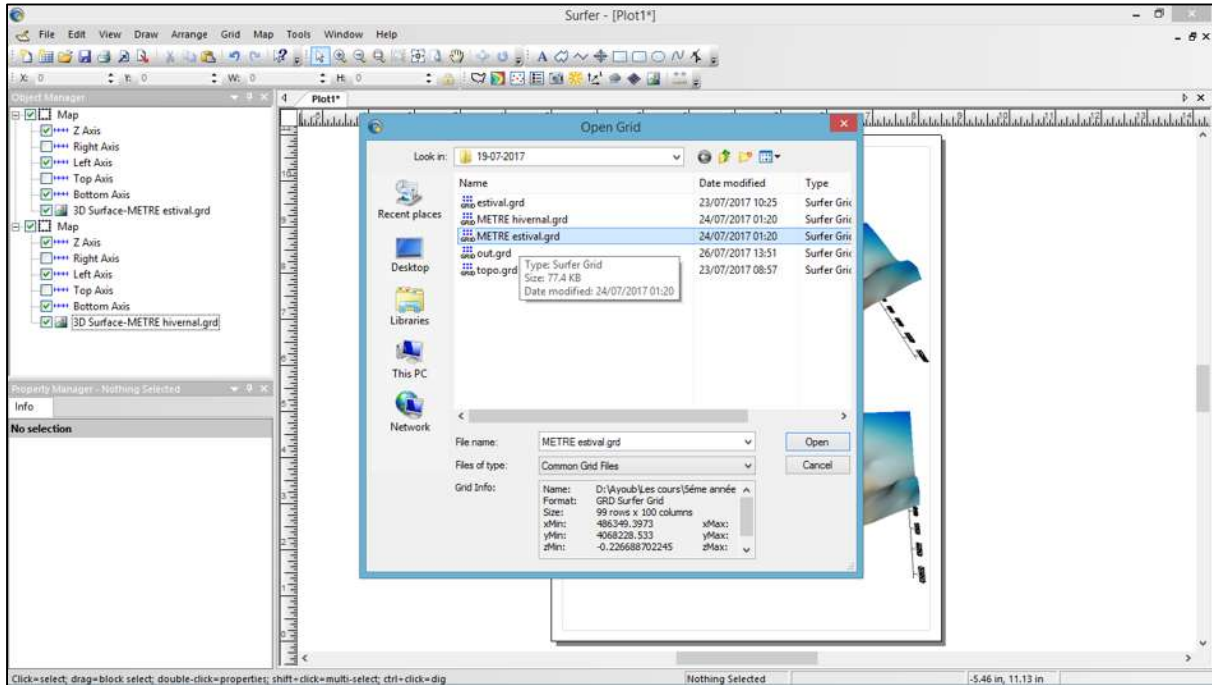 Surfer - [Plot1*]
File Edit View Draw Arrange Grid Map Tools Window Help
X: 0 Y: 0 W: 0 H: 0
Object Manager
Plot1*
Map
Z Axis
Right Axis
Left Axis
Top Axis
Bottom Axis
3D Surface-METRE estival.grd
Map
Z Axis
Right Axis
Left Axis
Top Axis
Bottom Axis
3D Surface-METRE hivernal.grd
Property Manager - Nothing Selected
Info
No selection
Open Grid
Look in: 19-07-2017
Recent places
Desktop
Libraries
This PC
Network
Name Date modified Type
estival.grd 23/07/2017 10:25 Surfer Gric
METRE hivernal.grd 24/07/2017 01:20 Surfer Gric
METRE estival.grd 24/07/2017 01:20 Surfer Gric
out.grd 26/07/2017 13:51 Surfer Gric
topo.grd 23/07/2017 08:57 Surfer Gric
Type: Surfer Grid
Size: 77.4 KB
Date modified: 24/07/2017 01:20
File name: METRE estival.grd Open
Files of type: Common Grid Files Cancel
Grid Info:
Name: D:\Ayoub\Les cours\5éme année
Format: GRD Surfer Grid
Size: 99 rows x 100 columns
xMin: 486349.3973 xMax:
yMin: 4068228.533 yMax:
zMin: -0.226688702245 zMax:
Click=select; drag=block select; double-click=properties; shift+click=multi-select; ctrl+click=dig
Nothing Selected
-5.46 in, 11.13 in